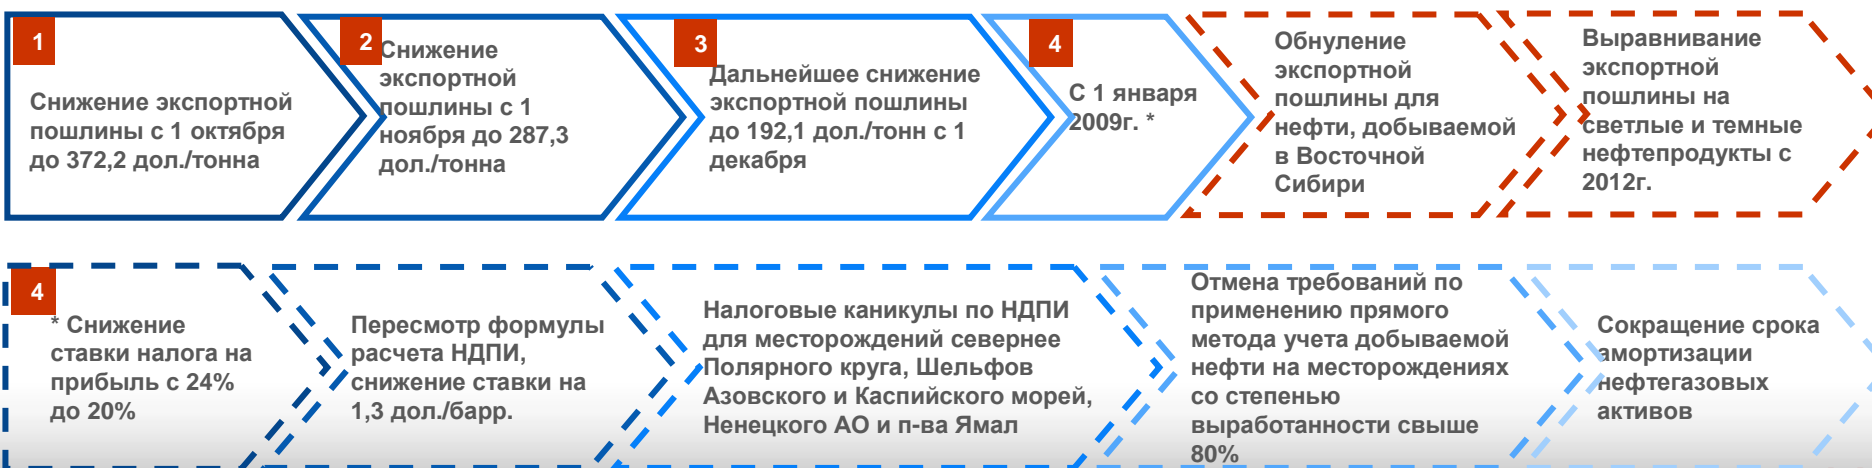 1
Снижение экспортной
пошлины с 1 октября
до 372,2 дол./тонна
2
Снижение
экспортной
пошлины с 1
ноября до 287,3
дол./тонна
3
Дальнейшее снижение
экспортной пошлины
до 192,1 дол./тонн с 1
декабря
4
С 1 января
2009г. *
Обнуление
экспортной
пошлины для
нефти, добываемой
в Восточной
Сибири
Выравнивание
экспортной
пошлины на
светлые и темные
нефтепродукты с
2012г.
4
* Снижение
ставки налога на
прибыль с 24%
до 20%
Пересмотр формулы
расчета НДПИ,
снижение ставки на
1,3 дол./барр.
Налоговые каникулы по НДПИ
для месторождений севернее
Полярного круга, Шельфов
Азовского и Каспийского морей,
Ненецкого АО и п-ва Ямал
Отмена требований по
применению прямого
метода учета добываемой
нефти на месторождениях
со степенью
выработанности свыше
80%
Сокращение срока
амортизации
нефтегазовых
активов